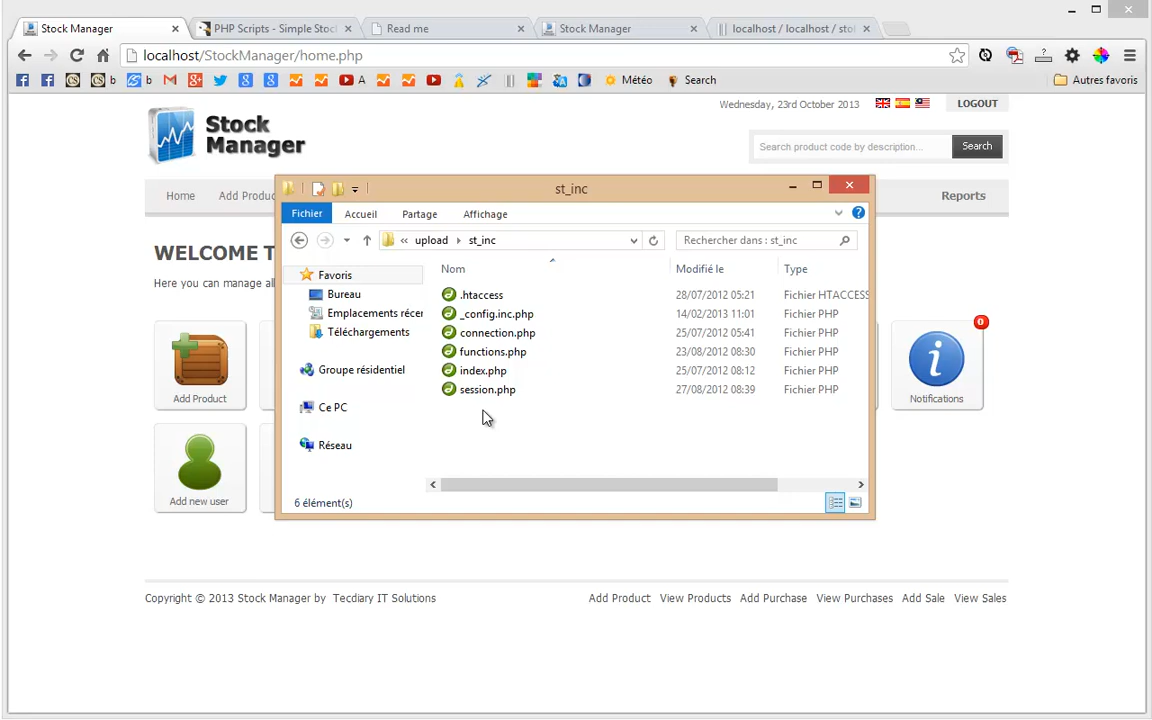 Stock Manager
PHP Scripts - Simple Stoc
Read me
Stock Manager
localhost / localhost / sto
localhost/StockManager/home.php
b
b
A
Météo
Search
Autres favoris
Wednesday, 23rd October 2013
LOGOUT
Stock
Manager
Search product code by description...
Search
Home
Add Produc
Reports
WELCOME T
Here you can manage al
Add Product
Add new user
0
Notifications
st_inc
Fichier
Accueil
Partage
Affichage
« upload
st_inc
Rechercher dans : st_inc
Favoris
Bureau
Emplacements récer
Téléchargements
Groupe résidentiel
Ce PC
Réseau
Nom
Modifié le
Type
.htaccess
28/07/2012 05:21
Fichier HTACCESS
_config.inc.php
14/02/2013 11:01
Fichier PHP
connection.php
25/07/2012 05:41
Fichier PHP
functions.php
23/08/2012 08:30
Fichier PHP
index.php
25/07/2012 08:12
Fichier PHP
session.php
27/08/2012 08:39
Fichier PHP
6 élément(s)
Copyright © 2013 Stock Manager by Tecdiary IT Solutions
Add Product View Products Add Purchase View Purchases Add Sale View Sales